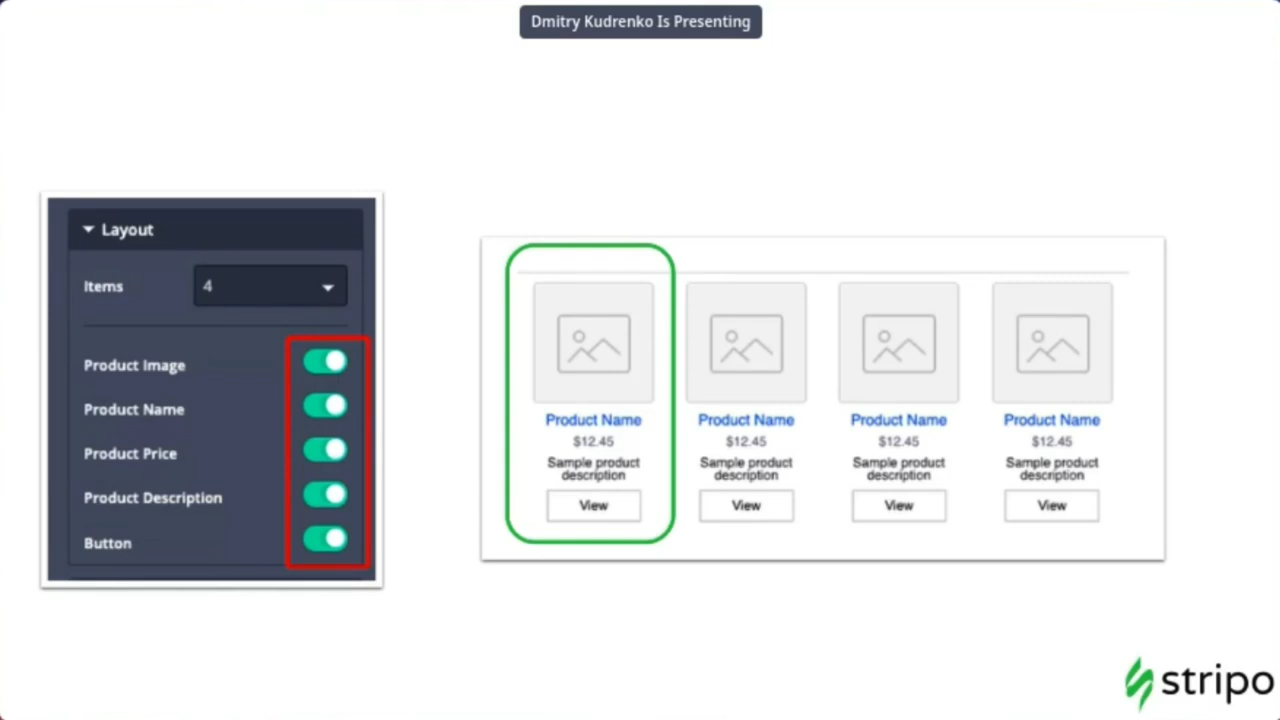 Dmitry Kudrenko Is Presenting
Layout
Items 4
Product Image
Product Name
Product Price
Product Description
Button
Product Name Product Name Product Name Product Name
$12.45 $12.45 $12.45 $12.45
Sample product Sample product Sample product Sample product
description description description description
View View View View
stripo